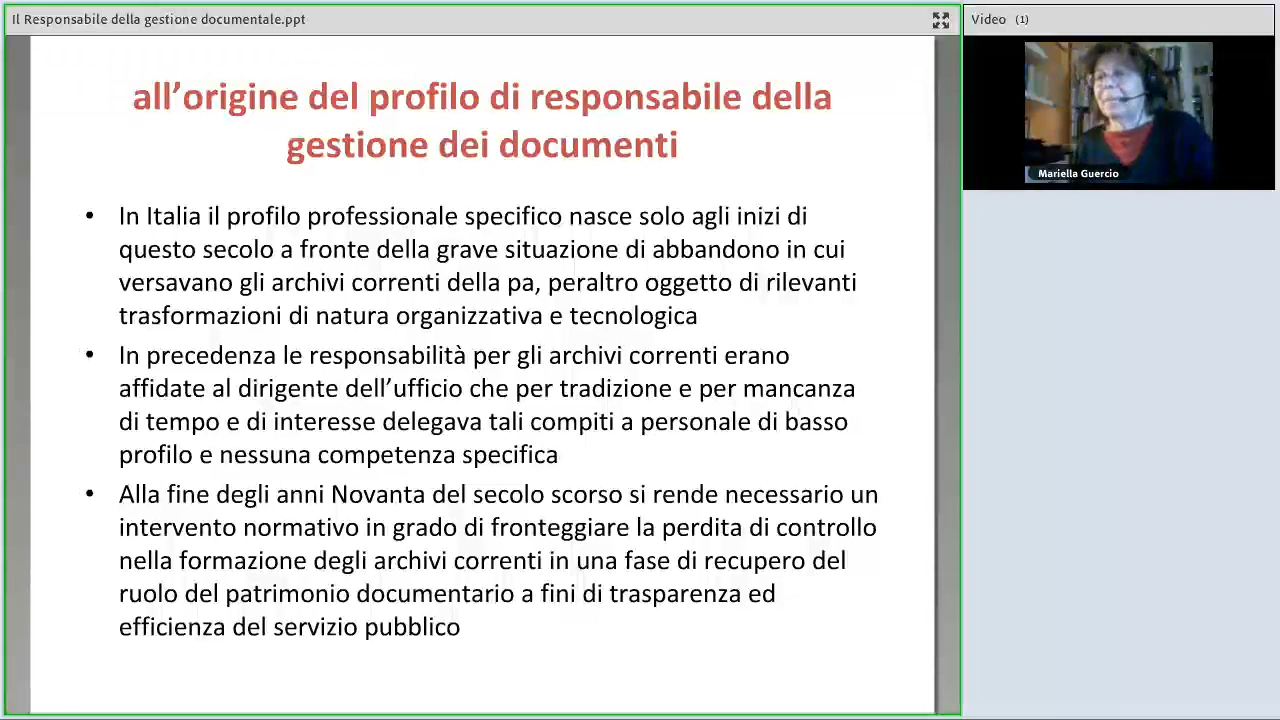 Il Responsabile della gestione documentale.ppt
Video (1)
Mariella Guercio
all’origine del profilo di responsabile della
gestione dei documenti
• In Italia il profilo professionale specifico nasce solo agli inizi di
questo secolo a fronte della grave situazione di abbandono in cui
versavano gli archivi correnti della pa, peraltro oggetto di rilevanti
trasformazioni di natura organizzativa e tecnologica
• In precedenza le responsabilità per gli archivi correnti erano
affidate al dirigente dell’ufficio che per tradizione e per mancanza
di tempo e di interesse delegava tali compiti a personale di basso
profilo e nessuna competenza specifica
• Alla fine degli anni Novanta del secolo scorso si rende necessario un
intervento normativo in grado di fronteggiare la perdita di controllo
nella formazione degli archivi correnti in una fase di recupero del
ruolo del patrimonio documentario a fini di trasparenza ed
efficienza del servizio pubblico